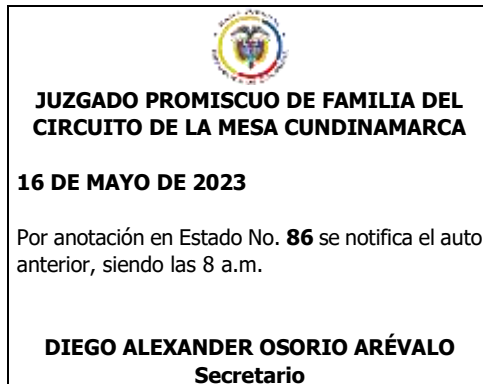 JUZGADO PROMISCUO DE FAMILIA DEL
CIRCUITO DE LA MESA CUNDINAMARCA
16 DE MAYO DE 2023
Por anotación en Estado No. 86 se notifica el auto
anterior, siendo las 8 a.m.
DIEGO ALEXANDER OSORIO ARÉVALO
Secretario